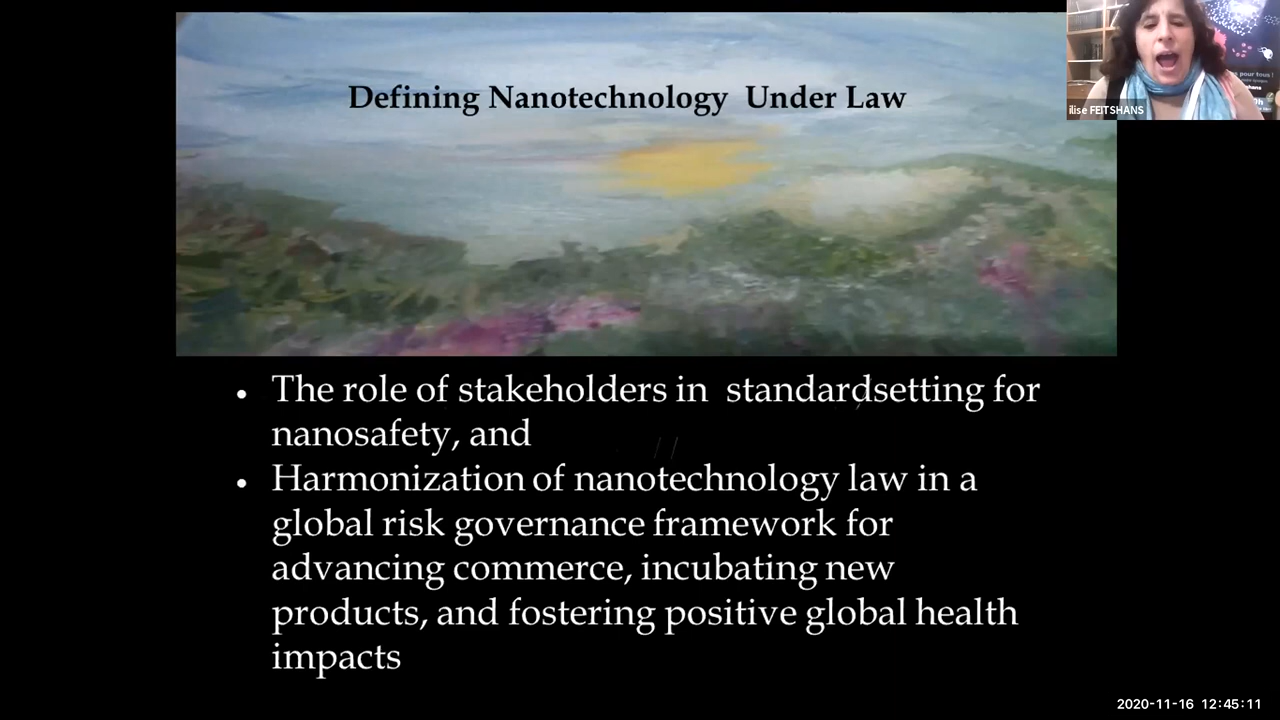 Defining Nanotechnology Under Law
ilise FEITSHANS
pour tous !
• The role of stakeholders in standardsetting for
nanosafety, and
• Harmonization of nanotechnology law in a
global risk governance framework for
advancing commerce, incubating new
products, and fostering positive global health
impacts
2020-11-16 12:45:11